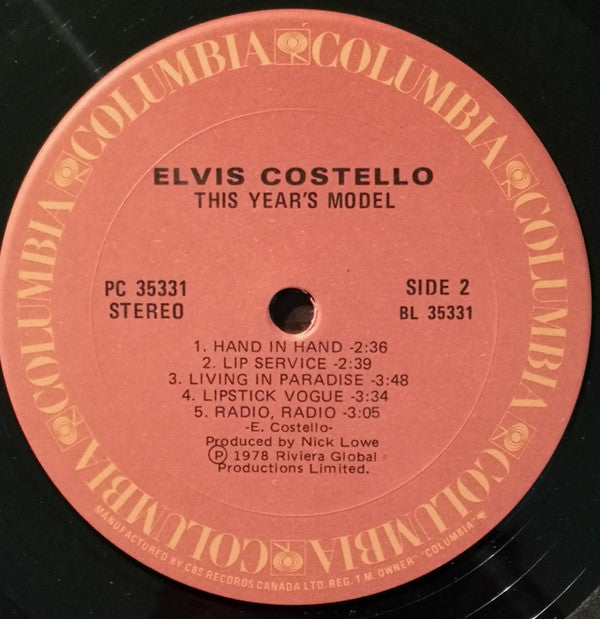 COLUMBIA COLUMBIA COLUMBIA COLUMBIA COLUMBIA COLUMBIA
ELVIS COSTELLO
THIS YEAR'S MODEL
PC 35331
STEREO
SIDE 2
BL 35331
1. HAND IN HAND -2:36
2. LIP SERVICE -2:39
3. LIVING IN PARADISE -3:48
4. LIPSTICK VOGUE -3:34
5. RADIO, RADIO -3:05
-E. Costello-
Produced by Nick Lowe
Ⓟ 1978 Riviera Global
Productions Limited.
MANUFACTURED BY CBS RECORDS CANADA LTD. REG. T.M. OWNER "COLUMBIA"